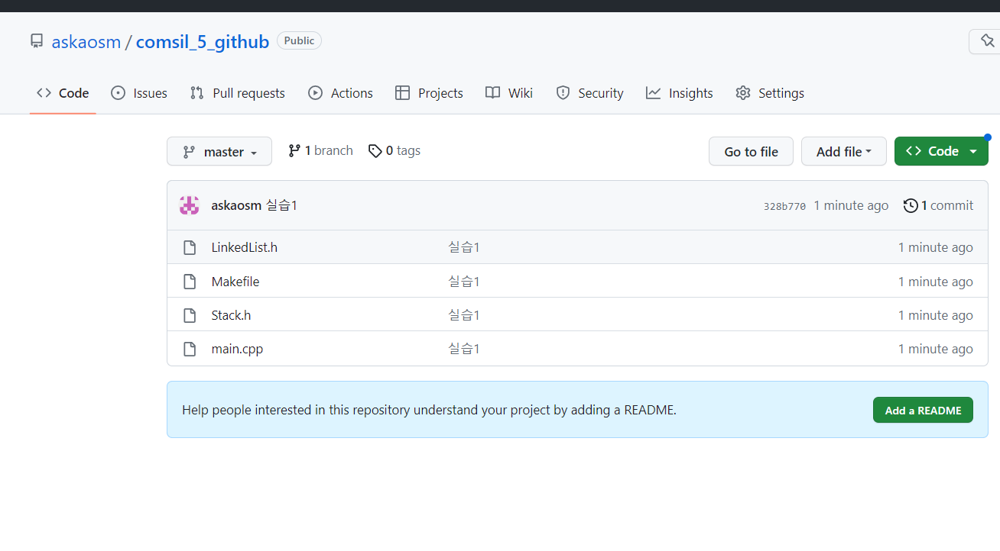 askaosm / comsil_5_github Public
Code Issues Pull requests Actions Projects Wiki Security Insights Settings
master 1 branch 0 tags Go to file Add file Code
askaosm 실습1 328b770 1 minute ago 1 commit
LinkedList.h 실습1 1 minute ago
Makefile 실습1 1 minute ago
Stack.h 실습1 1 minute ago
main.cpp 실습1 1 minute ago
Help people interested in this repository understand your project by adding a README. Add a README